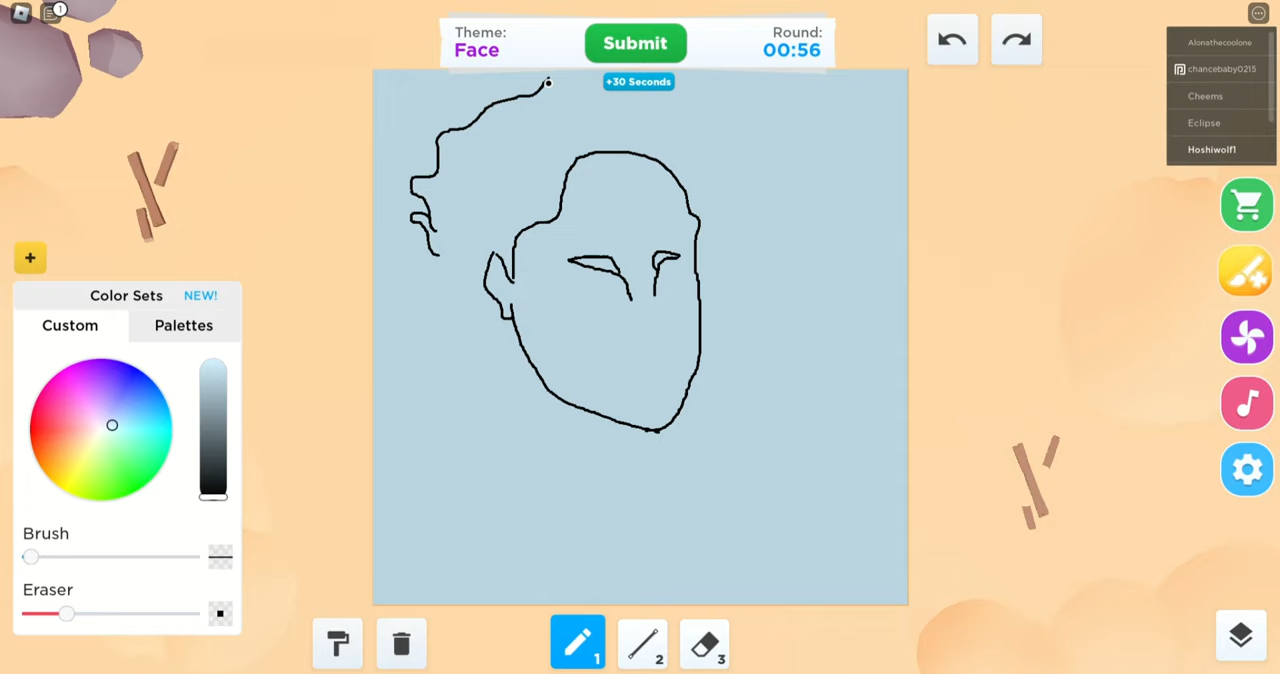 1
Theme:
Face
Submit
Round:
00:56
+30 Seconds
Alonathecoolone
chancebaby0215
Cheems
Eclipse
Hoshiwolf1
+
Color Sets NEW!
Custom Palettes
Brush
Eraser
1 2 3